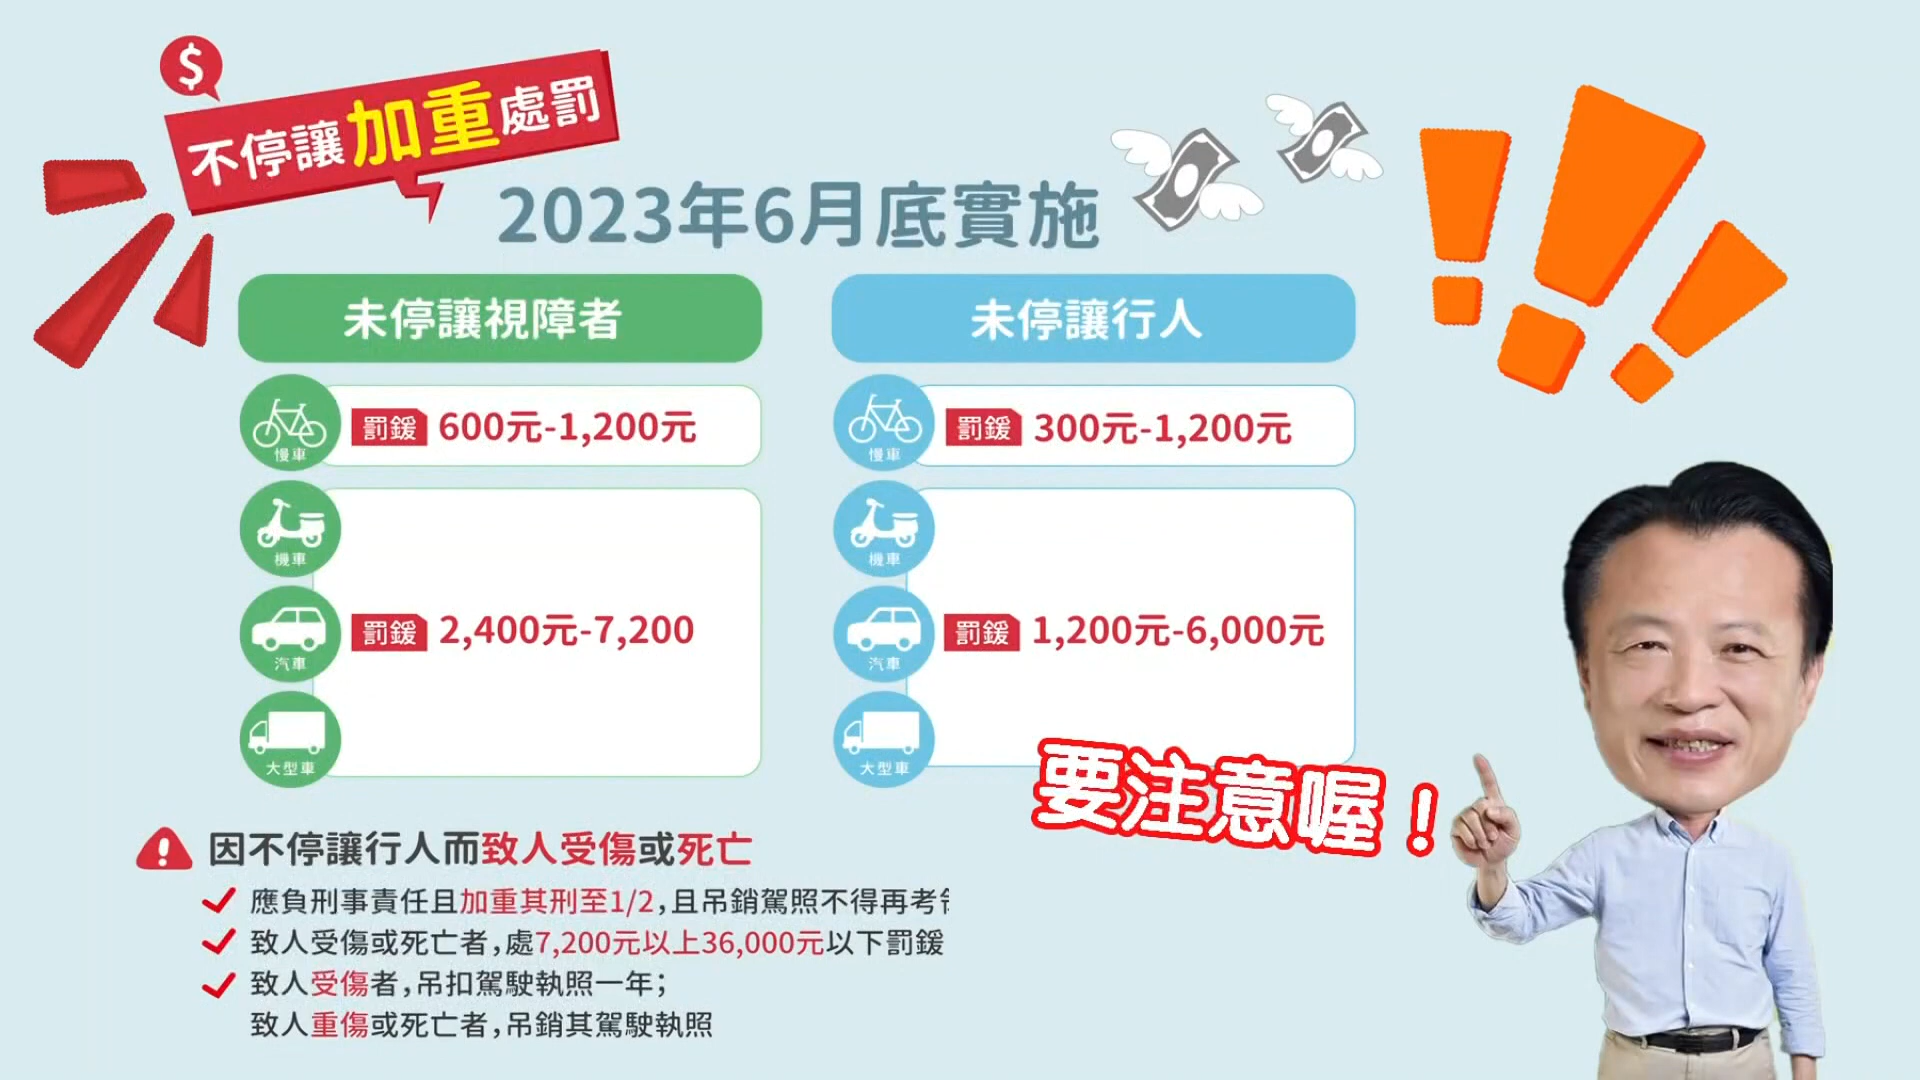 $
不停讓加重處罰
2023年6月底實施
未停讓視障者
慢車
罰鍰 600元-1,200元
機車
汽車
罰鍰 2,400元-7,200
大型車
未停讓行人
慢車
罰鍰 300元-1,200元
機車
汽車
罰鍰 1,200元-6,000元
大型車
要注意喔！
因不停讓行人而致人受傷或死亡
應負刑事責任且加重其刑至1/2，且吊銷駕照不得再考
致人受傷或死亡者，處7,200元以上36,000元以下罰鍰
致人受傷者，吊扣駕駛執照一年；
致人重傷或死亡者，吊銷其駕駛執照